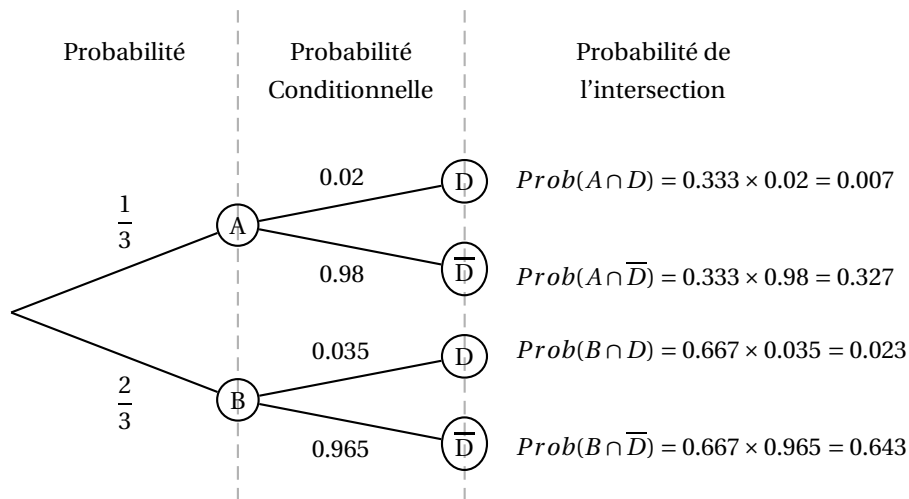 Probabilité
Probabilité
Conditionnelle
Probabilité de
l'intersection
1/3
A
0.02
D
Prob(A ∩ D) = 0.333 × 0.02 = 0.007
0.98
D̅
Prob(A ∩ D̅) = 0.333 × 0.98 = 0.327
2/3
B
0.035
D
Prob(B ∩ D) = 0.667 × 0.035 = 0.023
0.965
D̅
Prob(B ∩ D̅) = 0.667 × 0.965 = 0.643